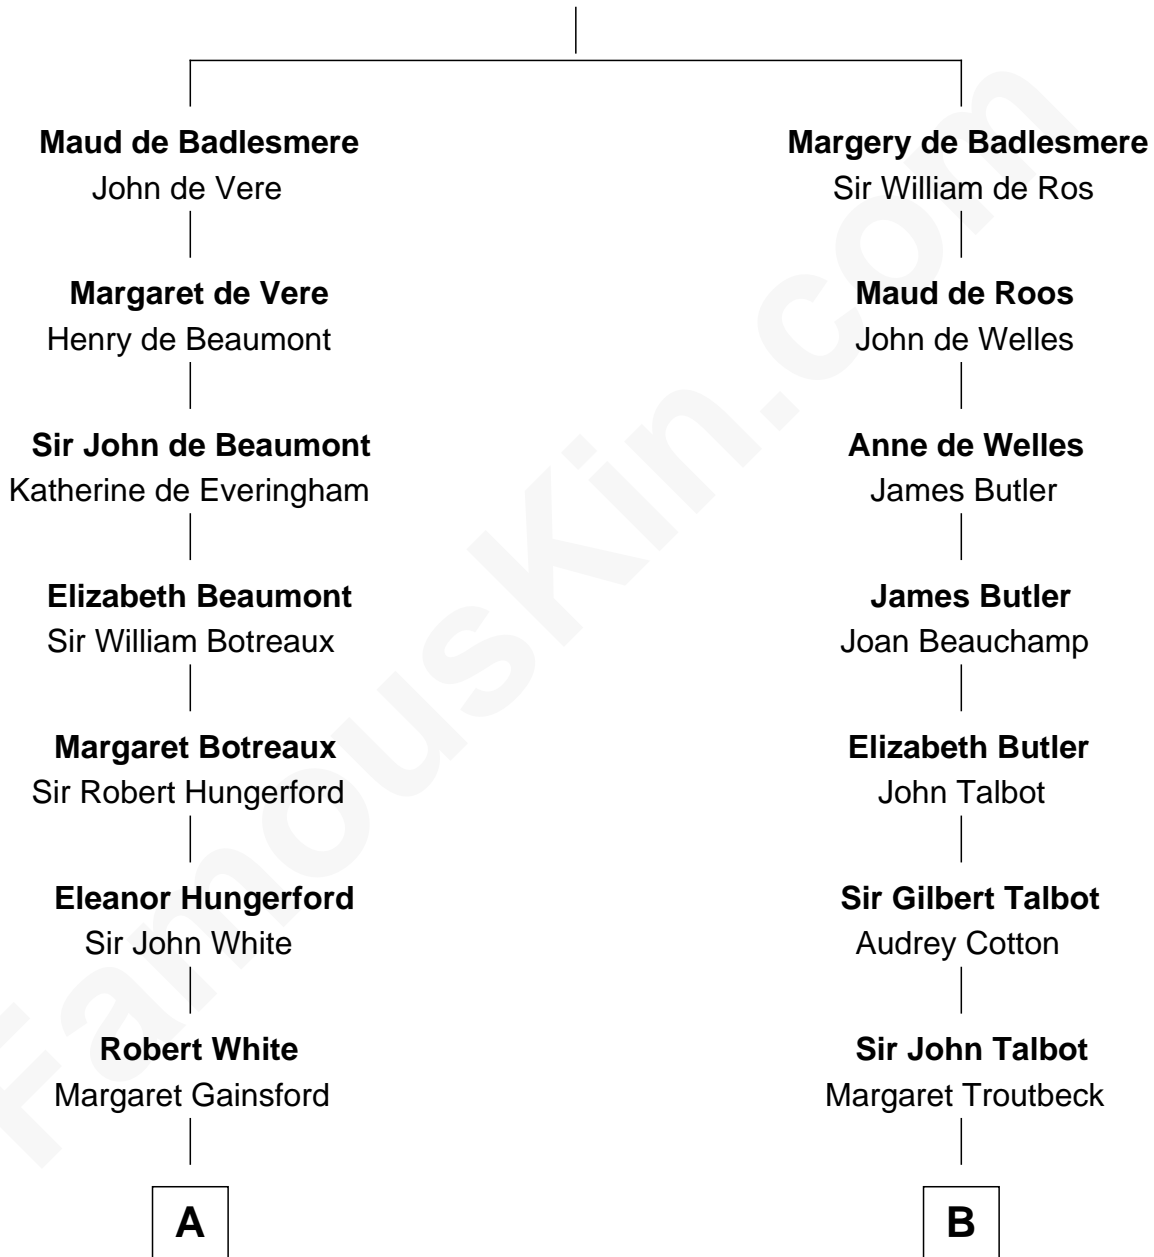 Maud de Badlesmere
John de Vere
Margaret de Vere
Henry de Beaumont
Sir John de Beaumont
Katherine de Everingham
Elizabeth Beaumont
Sir William Botreaux
Margaret Botreaux
Sir Robert Hungerford
Eleanor Hungerford
Sir John White
Robert White
Margaret Gainsford
A
Margery de Badlesmere
Sir William de Ros
Maud de Roos
John de Welles
Anne de Welles
James Butler
James Butler
Joan Beauchamp
Elizabeth Butler
John Talbot
Sir Gilbert Talbot
Audrey Cotton
Sir John Talbot
Margaret Troutbeck
B
FamousKin.com